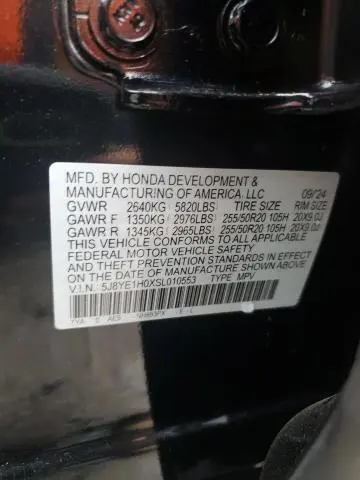 MFD. BY HONDA DEVELOPMENT &
MANUFACTURING OF AMERICA, LLC 09/24
GVWR 2640KG 5820LBS TIRE SIZE RIM SIZE
GAWR F 1350KG 2976LBS 255/50R20 105H 20X9.0J
GAWR R 1345KG 2965LBS 255/50R20 105H 20X9.0J
THIS VEHICLE CONFORMS TO ALL APPLICABLE
FEDERAL MOTOR VEHICLE SAFETY
AND THEFT PREVENTION STANDARDS IN EFFECT
ON THE DATE OF MANUFACTURE SHOWN ABOVE.
V.I.N. 5J8YE1H0XSL010553 TYPE: MPV
TYA